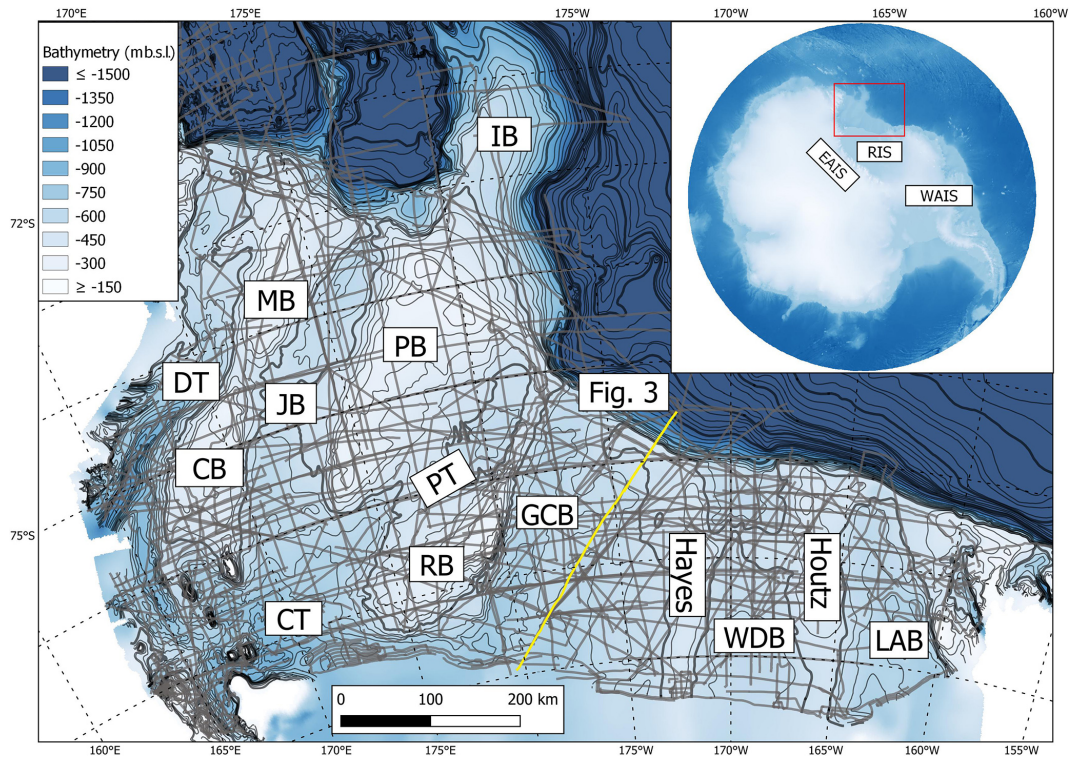 170°E 175°E 175°W 165°W 160°W
Bathymetry (mb.s.l.)
≤ -1500
-1350
-1200
-1050
-900
-750
-600
-450
-300
≥ -150
72°S
75°S
IB
MB
PB
DT
JB
CB
PT
Fig. 3
GCB
RB
CT
Hayes
Houtz
WDB
LAB
EAIS
RIS
WAIS
0 100 200 km
160°E 165°E 170°E 175°E 175°W 170°W 165°W 160°W 155°W